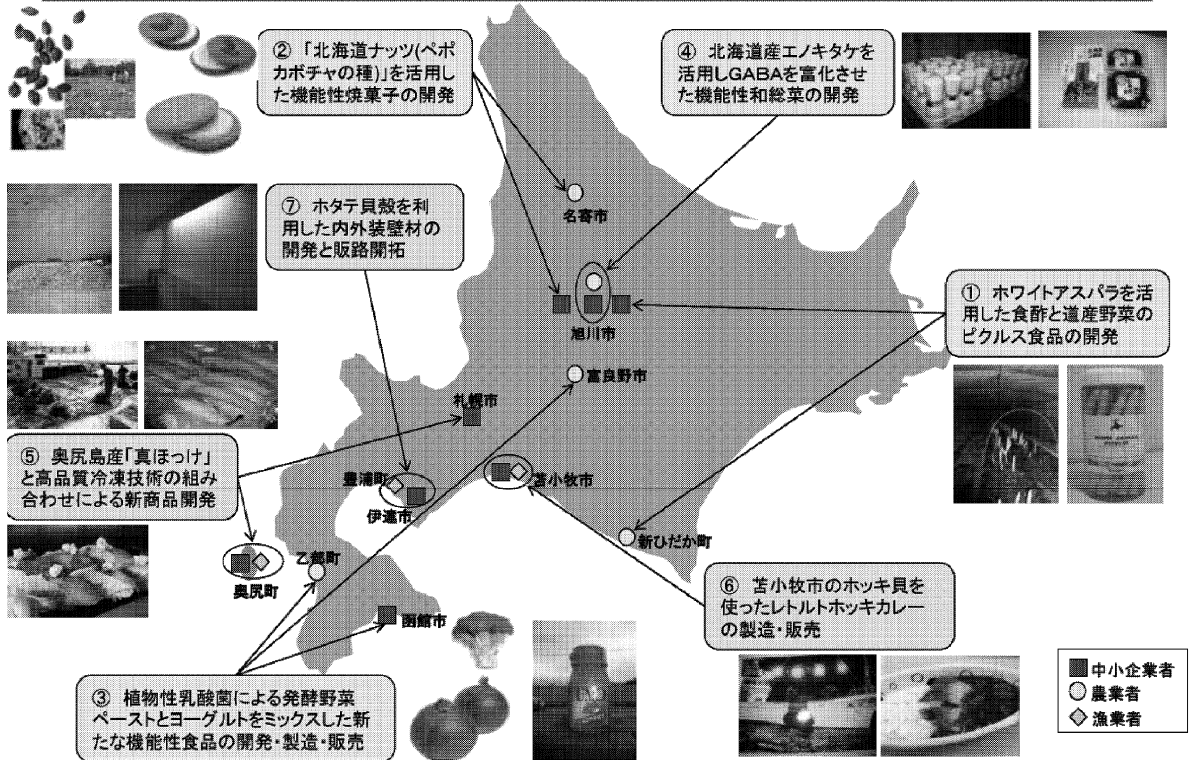 ② 「北海道ナッツ(ペポ
カボチャの種)」を活用し
た機能性焼菓子の開発
④ 北海道産エノキタケを
活用しGABAを富化させ
た機能性和総菜の開発
⑦ ホタテ貝殻を利
用した内外装壁材の
開発と販路開拓
名寄市
旭川市
① ホワイトアスパラを活
用した食酢と道産野菜の
ピクルス食品の開発
富良野市
札幌市
⑤ 奥尻島産「真ほっけ」
と高品質冷凍技術の組み
合わせによる新商品開発
豊浦町
伊達市
苫小牧市
新ひだか町
乙部町
奥尻町
函館市
⑥ 苫小牧市のホッキ貝を
使ったレトルトホッキカレー
の製造・販売
③ 植物性乳酸菌による発酵野菜
ペーストとヨーグルトをミックスした新
たな機能性食品の開発・製造・販売
中小企業者
農業者
漁業者